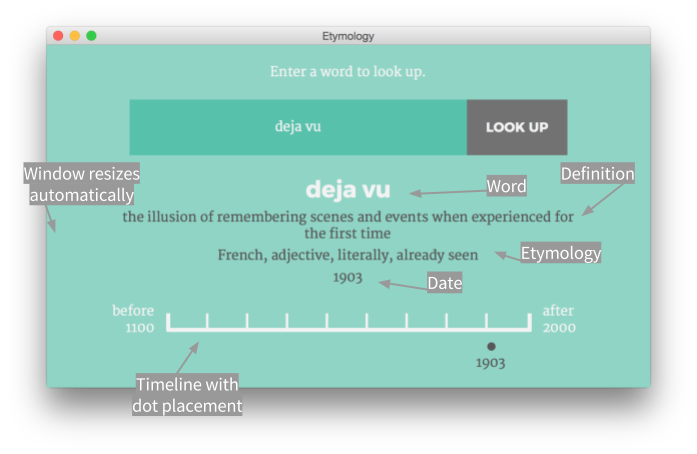 Etymology
Enter a word to look up.
deja vu
LOOK UP
Window resizes
automatically
deja vu
Word
Definition
the illusion of remembering scenes and events when experienced for
the first time
French, adjective, literally, already seen
Etymology
1903
Date
before
1100
after
2000
1903
Timeline with
dot placement